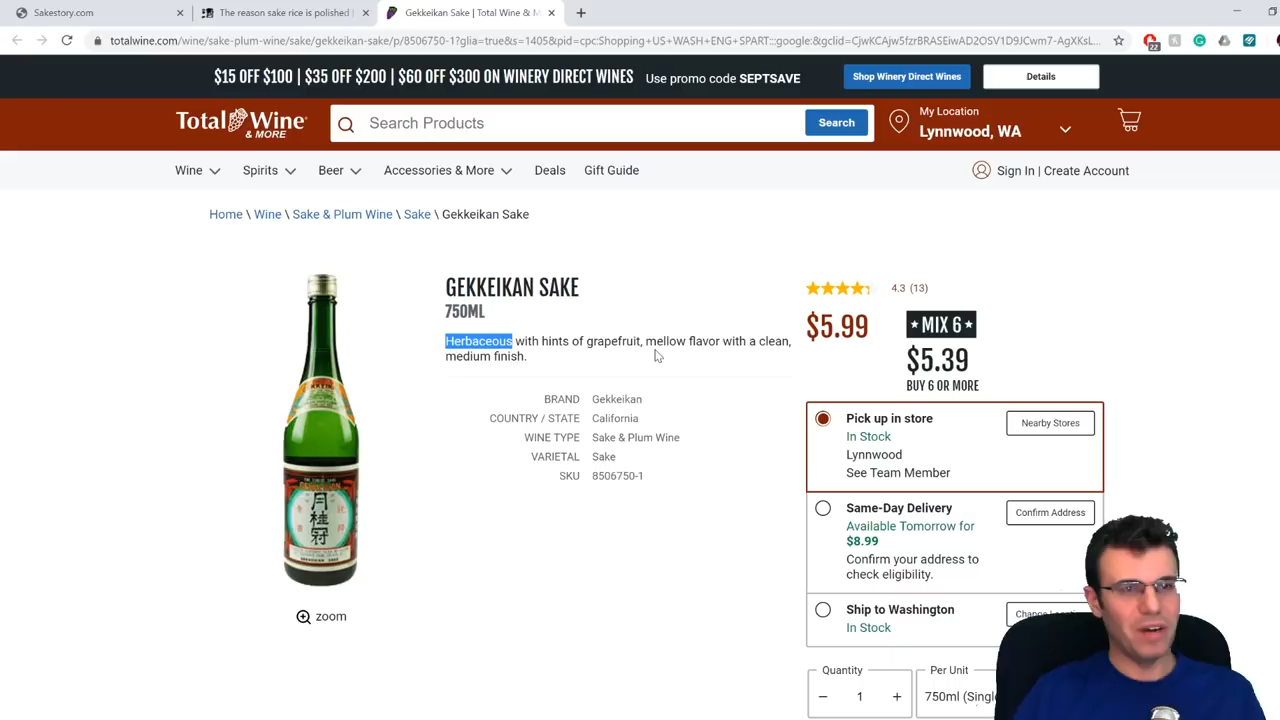 Sakestory.com
The reason sake rice is polished
Gekkeikan Sake | Total Wine & M
totalwine.com/wine/sake-plum-wine/sake/gekkeikan-sake/p/8506750-1?glia=true&s=1405&pid=cpc:Shopping+US+WASH+ENG+SPART:::google:&gclid=CjwKCAjw5fzrBRASEiwAD2OSV1D9JCwm7-AgXKsL...
22
$15 OFF $100 | $35 OFF $200 | $60 OFF $300 ON WINERY DIRECT WINES Use promo code SEPTSAVE
Shop Winery Direct Wines
Details
Total Wine
& MORE
Search Products
Search
My Location
Lynnwood, WA
Wine
Spirits
Beer
Accessories & More
Deals
Gift Guide
Sign In | Create Account
Home \ Wine \ Sake & Plum Wine \ Sake \ Gekkeikan Sake
GEKKEIKAN SAKE
750ML
Herbaceous with hints of grapefruit, mellow flavor with a clean,
medium finish.
BRAND Gekkeikan
COUNTRY / STATE California
WINE TYPE Sake & Plum Wine
VARIETAL Sake
SKU 8506750-1
月桂冠
zoom
4.3 (13)
$5.99
MIX 6
$5.39
BUY 6 OR MORE
Pick up in store
Nearby Stores
In Stock
Lynnwood
See Team Member
Same-Day Delivery
Confirm Address
Available Tomorrow for
$8.99
Confirm your address to
check eligibility.
Ship to Washington
In Stock
Quantity
− 1 +
Per Unit
750ml (Singl